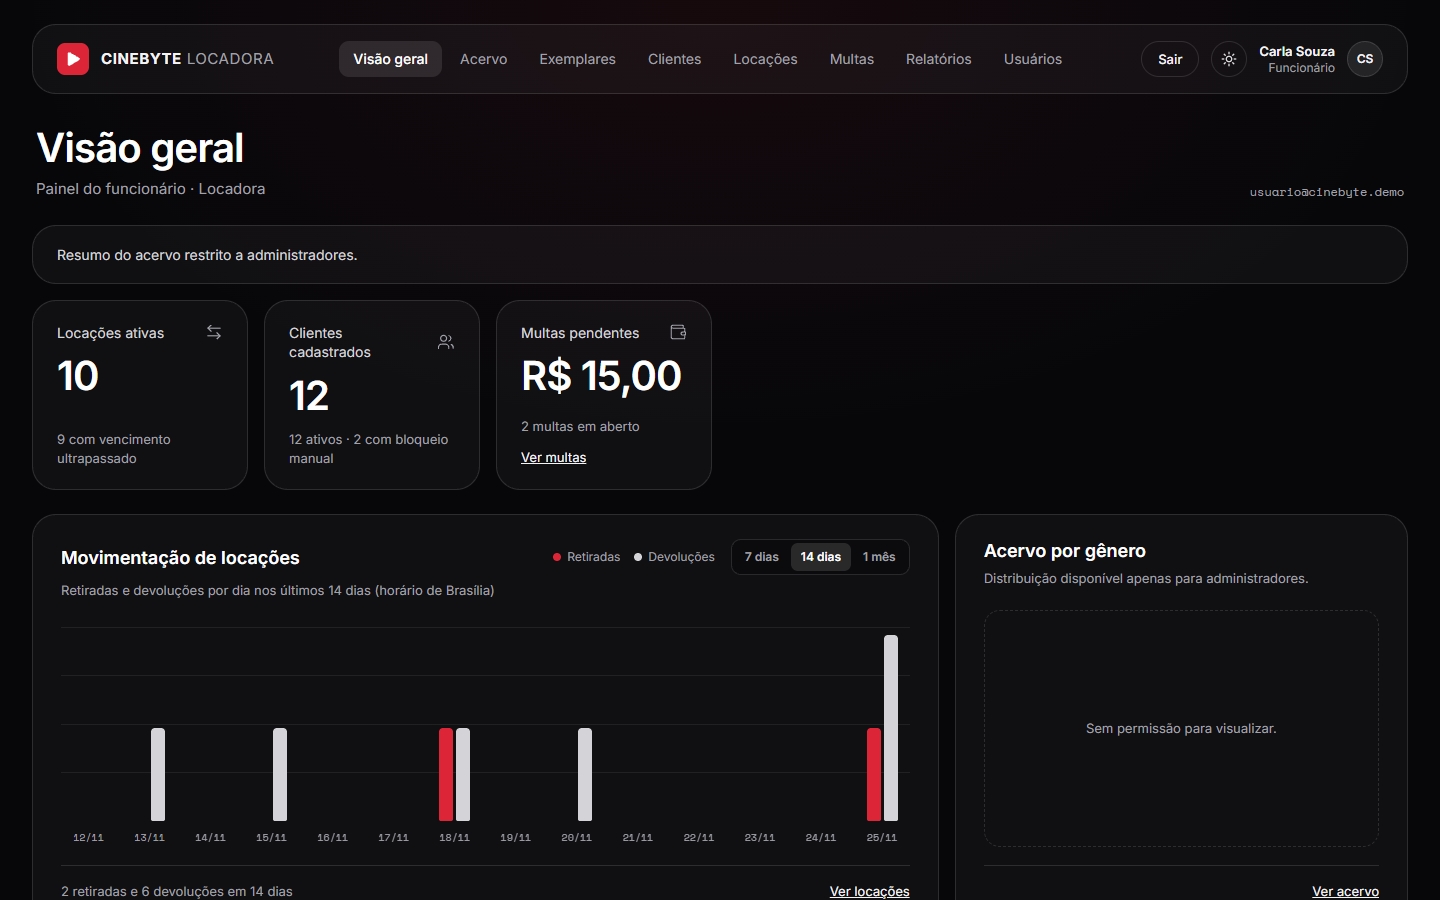 CINEBYTE LOCADORA
Visão geral
Acervo
Exemplares
Clientes
Locações
Multas
Relatórios
Usuários
Sair
Carla Souza
Funcionário
CS
Visão geral
Painel do funcionário · Locadora
usuario@cinebyte.demo
Resumo do acervo restrito a administradores.
Locações ativas
10
9 com vencimento
ultrapassado
Clientes
cadastrados
12
12 ativos · 2 com bloqueio
manual
Multas pendentes
R$ 15,00
2 multas em aberto
Ver multas
Movimentação de locações
Retiradas
Devoluções
7 dias
14 dias
1 mês
Retiradas e devoluções por dia nos últimos 14 dias (horário de Brasília)
12/11
13/11
14/11
15/11
16/11
17/11
18/11
19/11
20/11
21/11
22/11
23/11
24/11
25/11
2 retiradas e 6 devoluções em 14 dias
Ver locações
Acervo por gênero
Distribuição disponível apenas para administradores.
Sem permissão para visualizar.
Ver acervo